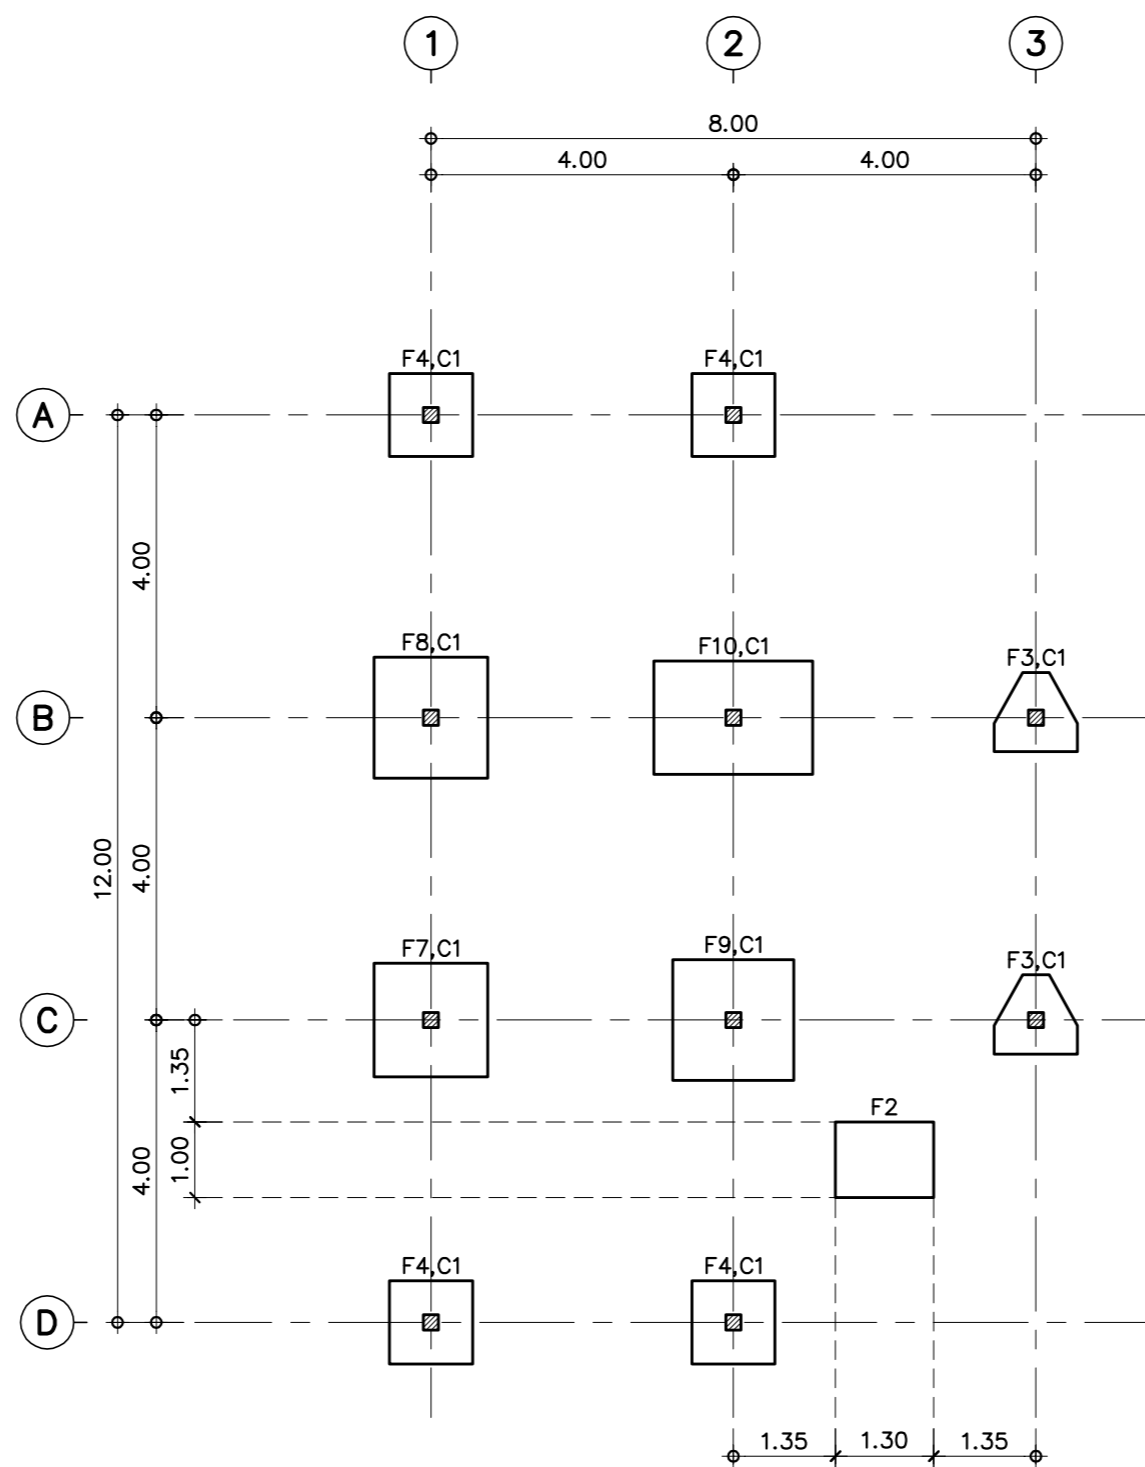 1 2 3
8.00
4.00 4.00
F4,C1 F4,C1
A
4.00
F8,C1 F10,C1 F3,C1
B
12.00 4.00
F7,C1 F9,C1 F3,C1
C
1.35
F2
4.00 1.00
F4,C1 F4,C1
D
1.35 1.30 1.35